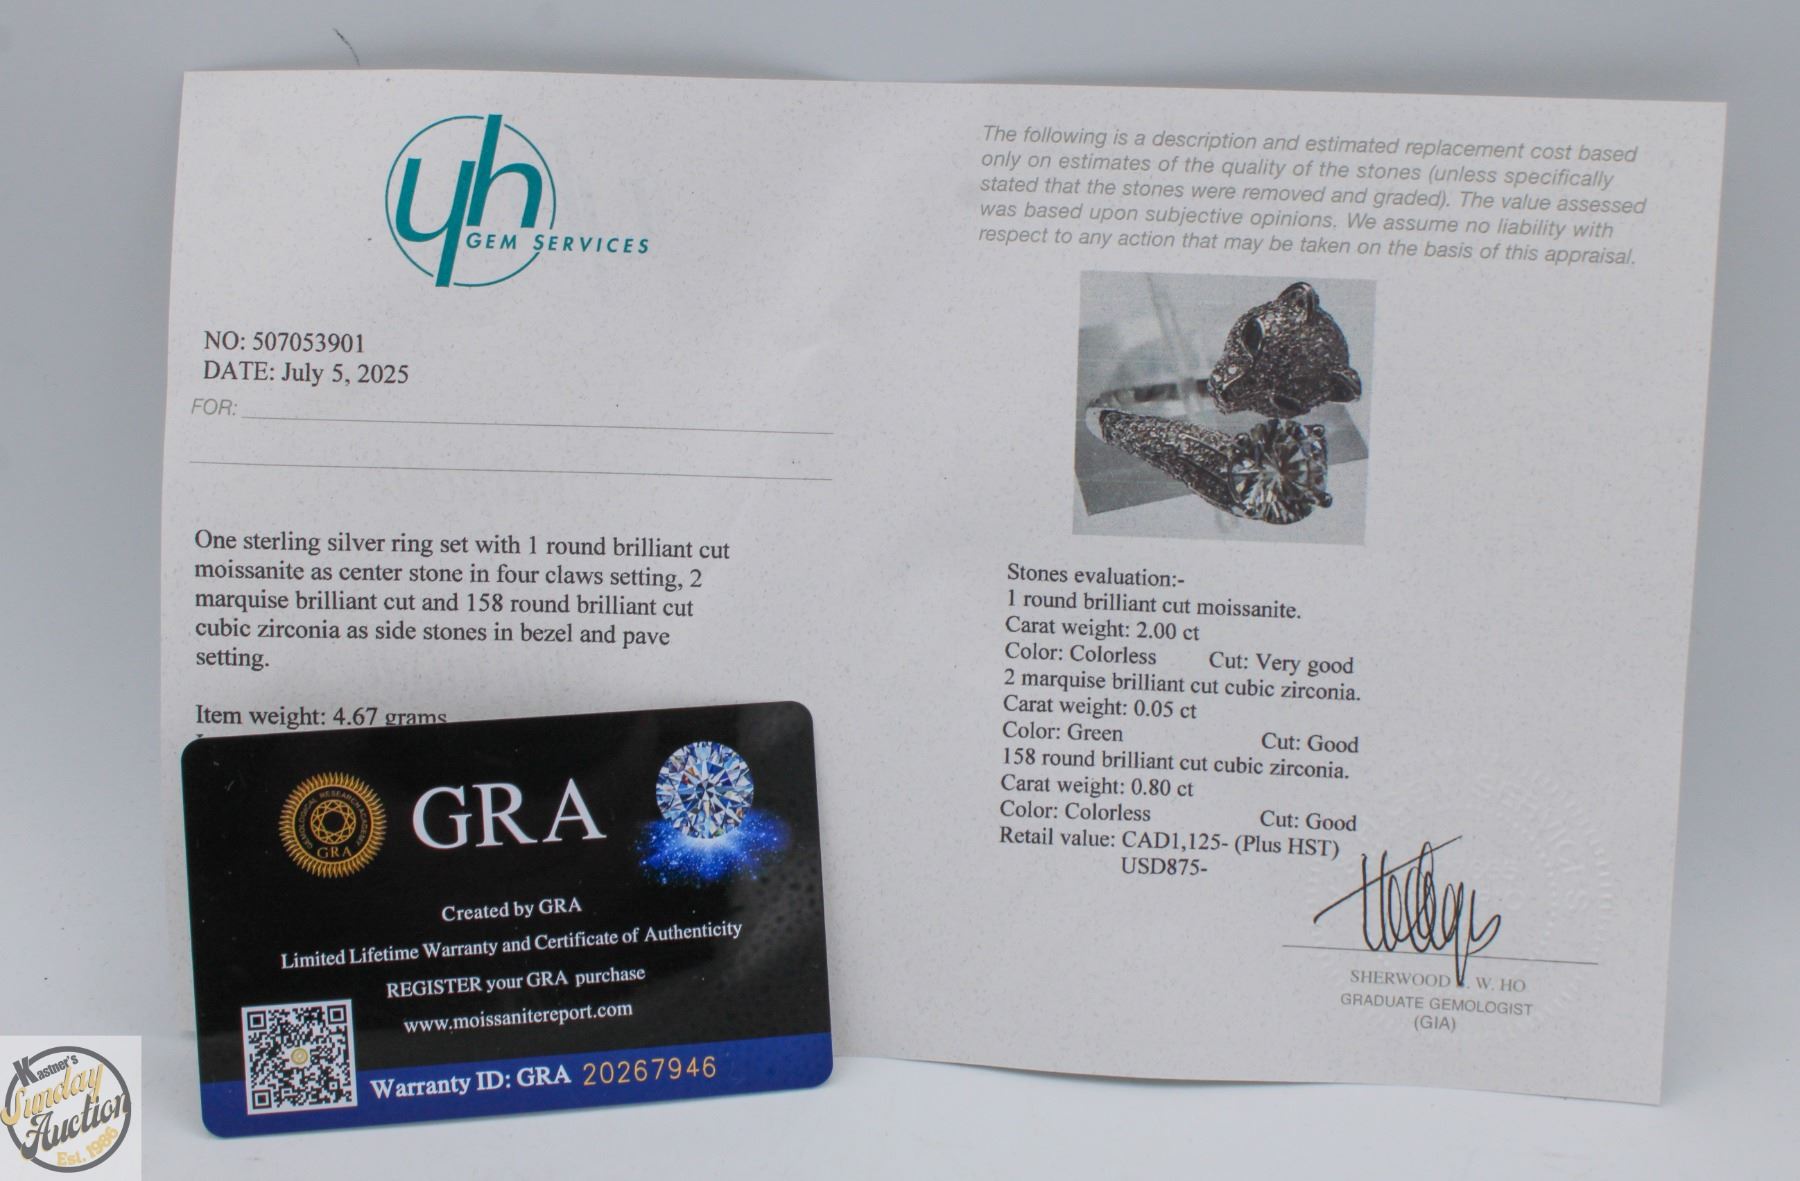 yh
GEM SERVICES
NO: 507053901
DATE: July 5, 2025
FOR:
One sterling silver ring set with 1 round brilliant cut
moissanite as center stone in four claws setting, 2
marquise brilliant cut and 158 round brilliant cut
cubic zirconia as side stones in bezel and pave
setting.
Item weight: 4.67 grams
The following is a description and estimated replacement cost based
only on estimates of the quality of the stones (unless specifically
stated that the stones were removed and graded). The value assessed
was based upon subjective opinions. We assume no liability with
respect to any action that may be taken on the basis of this appraisal.
Stones evaluation:-
1 round brilliant cut moissanite.
Carat weight: 2.00 ct
Color: Colorless Cut: Very good
2 marquise brilliant cut cubic zirconia.
Carat weight: 0.05 ct
Color: Green Cut: Good
158 round brilliant cut cubic zirconia.
Carat weight: 0.80 ct
Color: Colorless Cut: Good
Retail value: CAD1,125- (Plus HST)
USD875-
SHERWOOD W. HO
GRADUATE GEMOLOGIST
(GIA)
GEMOLOGICAL RESEARCH ACADEMY
GRA
GRA
Created by GRA
Limited Lifetime Warranty and Certificate of Authenticity
REGISTER your GRA purchase
www.moissanitereport.com
Warranty ID: GRA 20267946
Kastner's
Sunday
Auction
Est. 1986